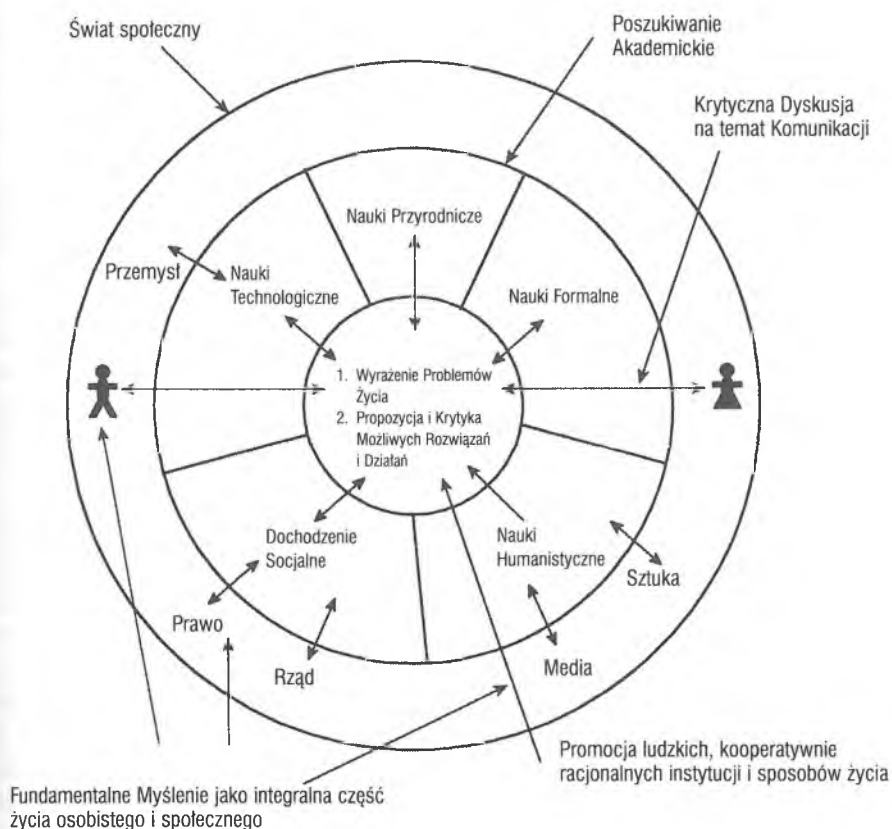 Świat społeczny
Poszukiwanie
Akademickie
Krytyczna Dyskusja
na temat Komunikacji
Nauki Przyrodnicze
Przemysł
Nauki
Technologiczne
Nauki Formalne
1. Wyrażenie Problemów
Życia
2. Propozycja i Krytyka
Możliwych Rozwiązań
i Działań
Dochodzenie
Socjalne
Nauki
Humanistyczne
Sztuka
Prawo
Rząd
Media
Promocja ludzkich, kooperatywnie
racjonalnych instytucji i sposobów życia
Fundamentalne Myślenie jako integralna część
życia osobistego i społecznego